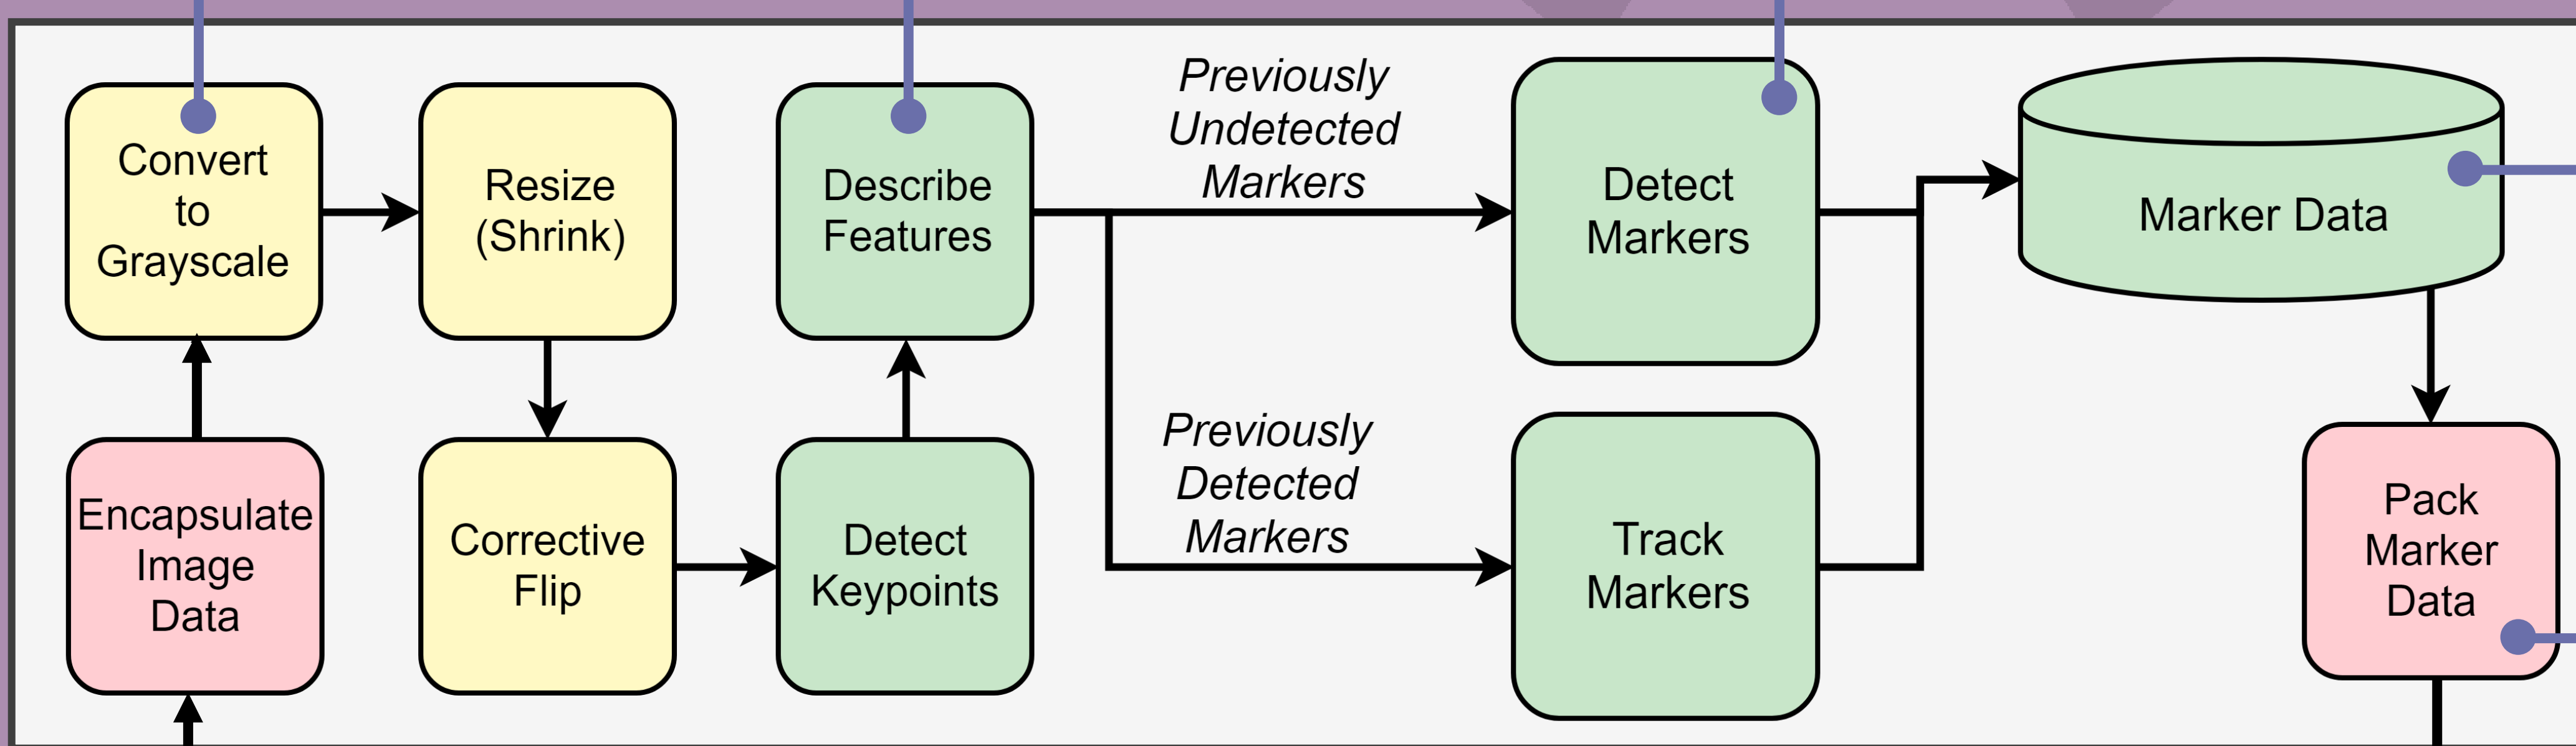 Convert
to
Grayscale
Resize
(Shrink)
Describe
Features
Previously
Undetected
Markers
Detect
Markers
Marker Data
Encapsulate
Image
Data
Corrective
Flip
Detect
Keypoints
Previously
Detected
Markers
Track
Markers
Pack
Marker
Data